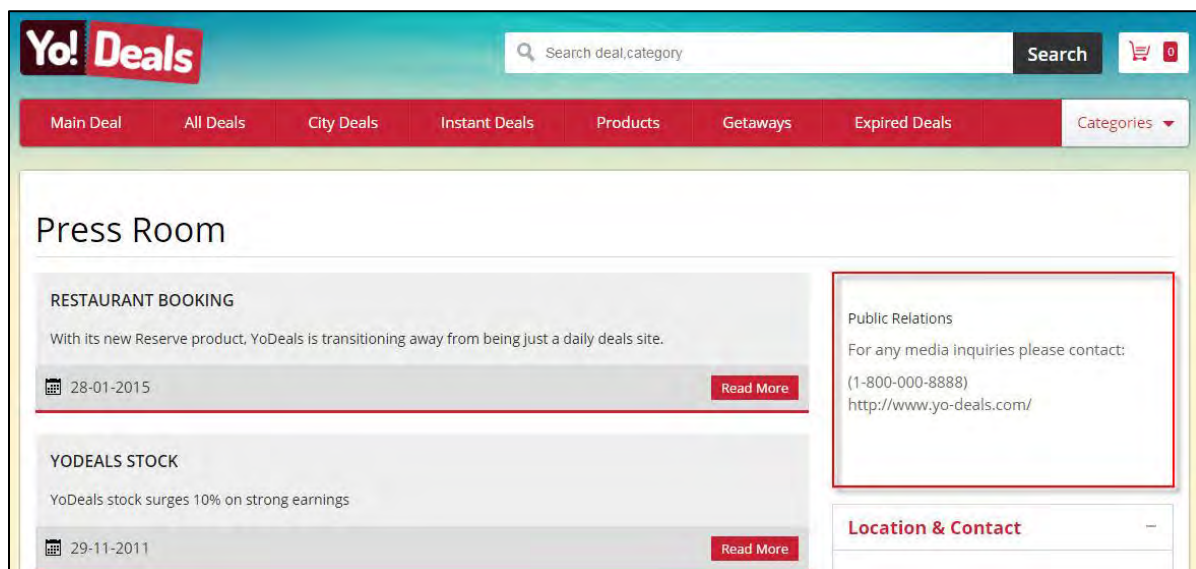 Yo! Deals
Search deal,category
Search
0
Main Deal All Deals City Deals Instant Deals Products Getaways Expired Deals Categories
Press Room
RESTAURANT BOOKING
With its new Reserve product, YoDeals is transitioning away from being just a daily deals site.
28-01-2015 Read More
YODEALS STOCK
YoDeals stock surges 10% on strong earnings
29-11-2011 Read More
Public Relations
For any media inquiries please contact:
(1-800-000-8888)
http://www.yo-deals.com/
Location & Contact